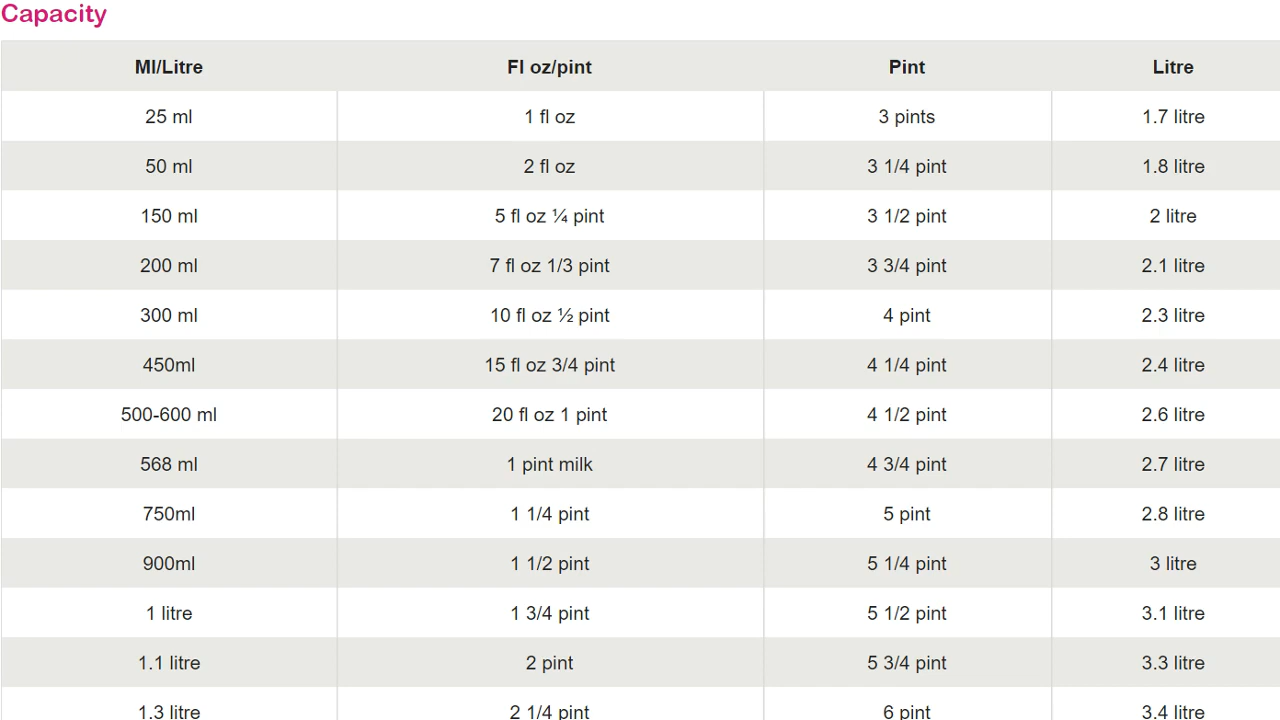 Capacity
Ml/Litre Fl oz/pint Pint Litre
25 ml 1 fl oz 3 pints 1.7 litre
50 ml 2 fl oz 3 1/4 pint 1.8 litre
150 ml 5 fl oz ¼ pint 3 1/2 pint 2 litre
200 ml 7 fl oz 1/3 pint 3 3/4 pint 2.1 litre
300 ml 10 fl oz ½ pint 4 pint 2.3 litre
450ml 15 fl oz 3/4 pint 4 1/4 pint 2.4 litre
500-600 ml 20 fl oz 1 pint 4 1/2 pint 2.6 litre
568 ml 1 pint milk 4 3/4 pint 2.7 litre
750ml 1 1/4 pint 5 pint 2.8 litre
900ml 1 1/2 pint 5 1/4 pint 3 litre
1 litre 1 3/4 pint 5 1/2 pint 3.1 litre
1.1 litre 2 pint 5 3/4 pint 3.3 litre
1.3 litre 2 1/4 pint 6 pint 3.4 litre